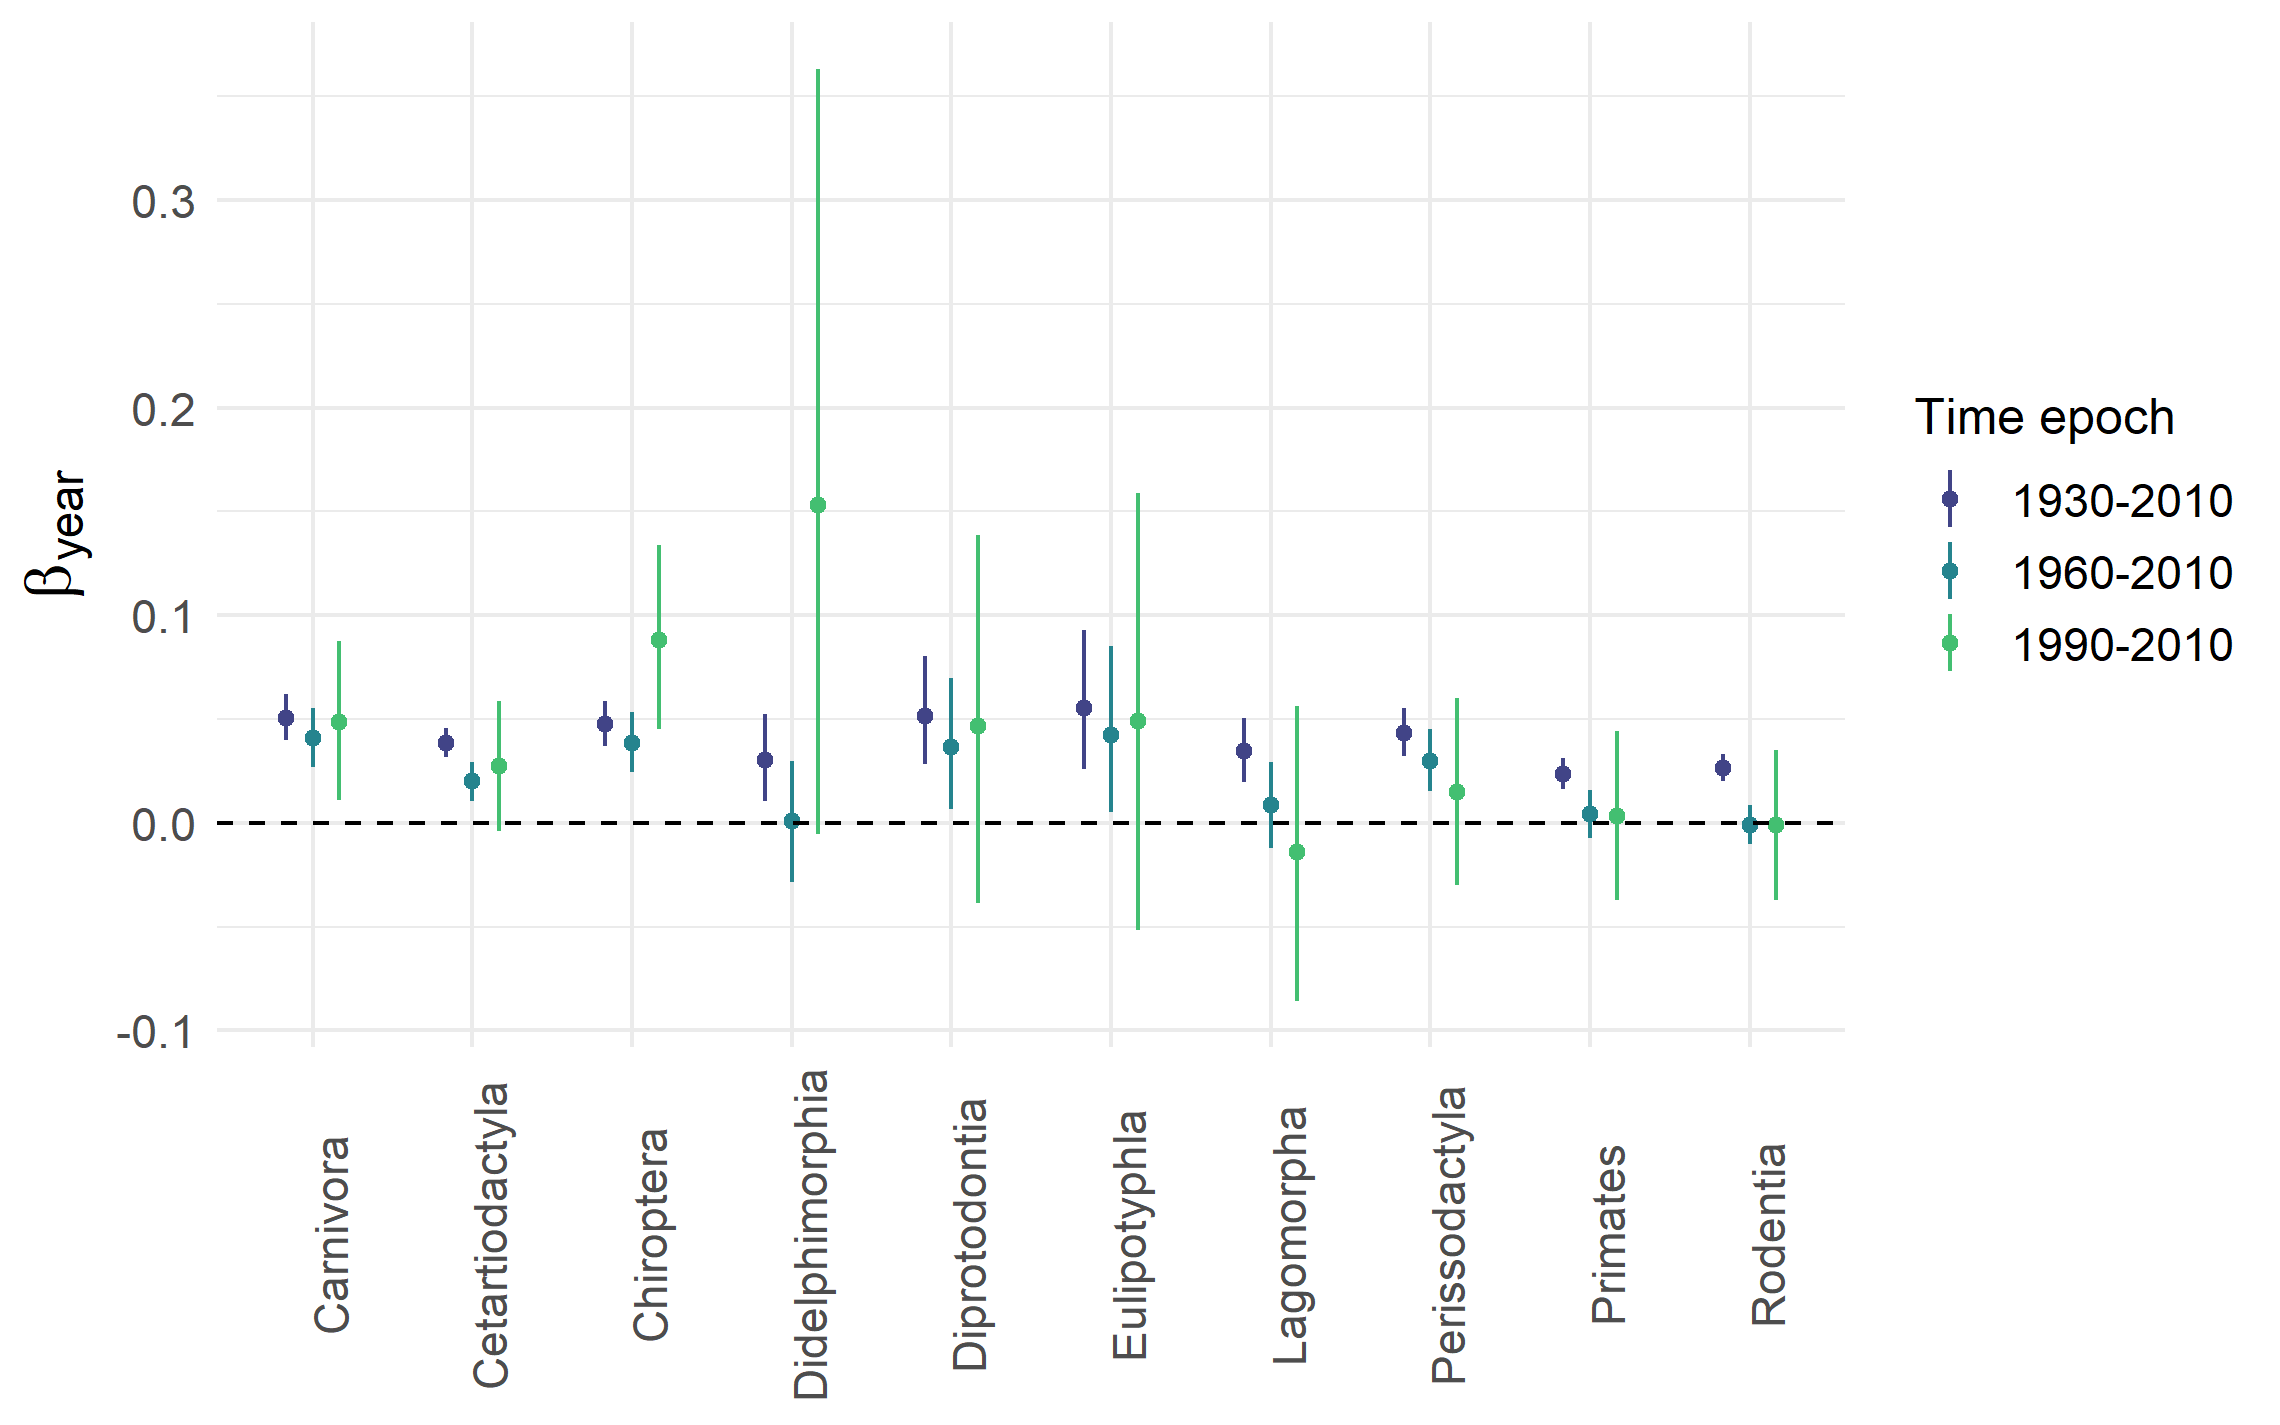 0.3
0.2
0.1
0.0
-0.1
βyear
Carnivora
Cetartiodactyla
Chiroptera
Didelphimorphia
Diprotodontia
Eulipotyphla
Lagomorpha
Perissodactyla
Primates
Rodentia
Time epoch
1930-2010
1960-2010
1990-2010